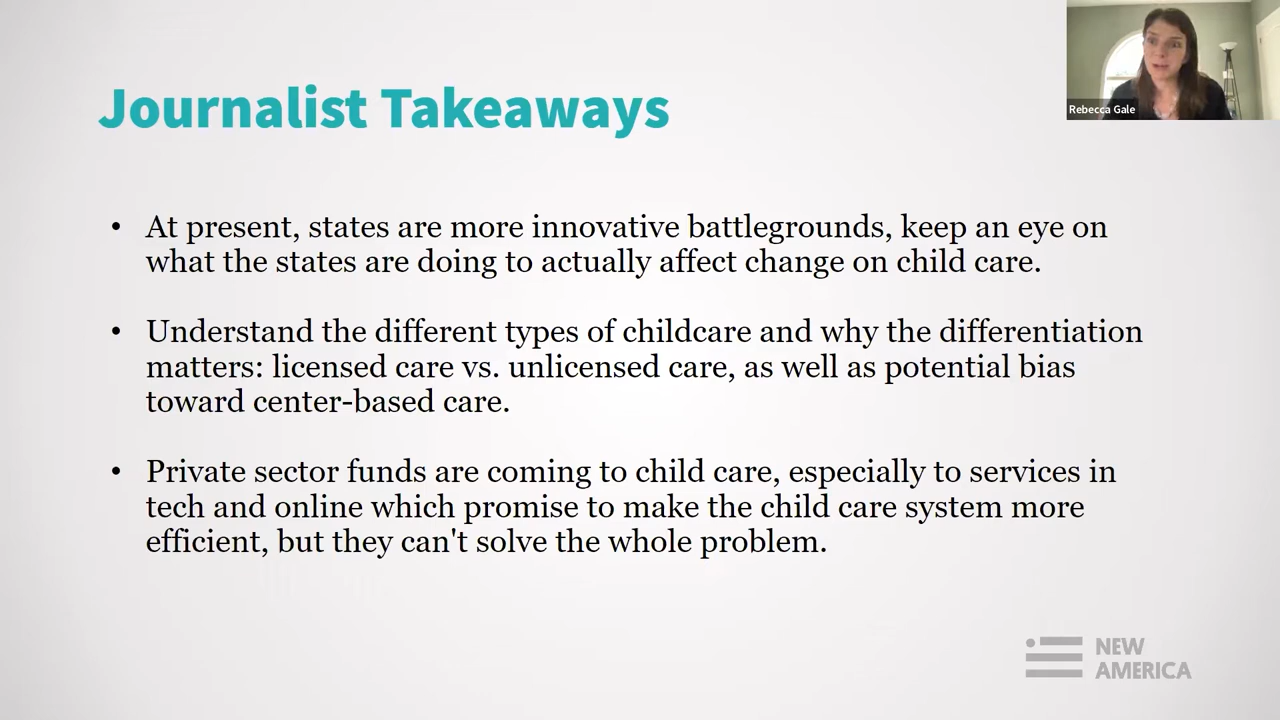 Rebecca Gale
Journalist Takeaways
• At present, states are more innovative battlegrounds, keep an eye on
what the states are doing to actually affect change on child care.
• Understand the different types of childcare and why the differentiation
matters: licensed care vs. unlicensed care, as well as potential bias
toward center-based care.
• Private sector funds are coming to child care, especially to services in
tech and online which promise to make the child care system more
efficient, but they can't solve the whole problem.
NEW
AMERICA